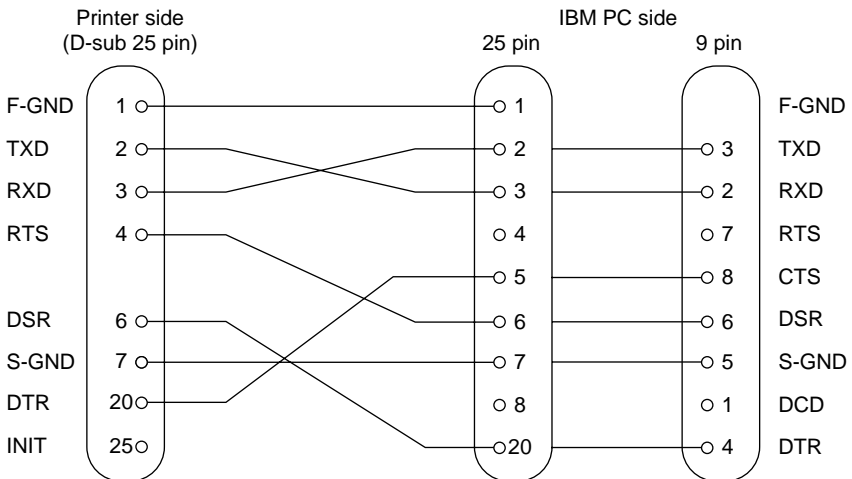 Printer side IBM PC side
(D-sub 25 pin) 25 pin 9 pin
F-GND 1 1 F-GND
TXD 2 2 3 TXD
RXD 3 3 2 RXD
RTS 4 4 7 RTS
5 8 CTS
DSR 6 6 6 DSR
S-GND 7 7 5 S-GND
DTR 20 8 1 DCD
INIT 25 20 4 DTR